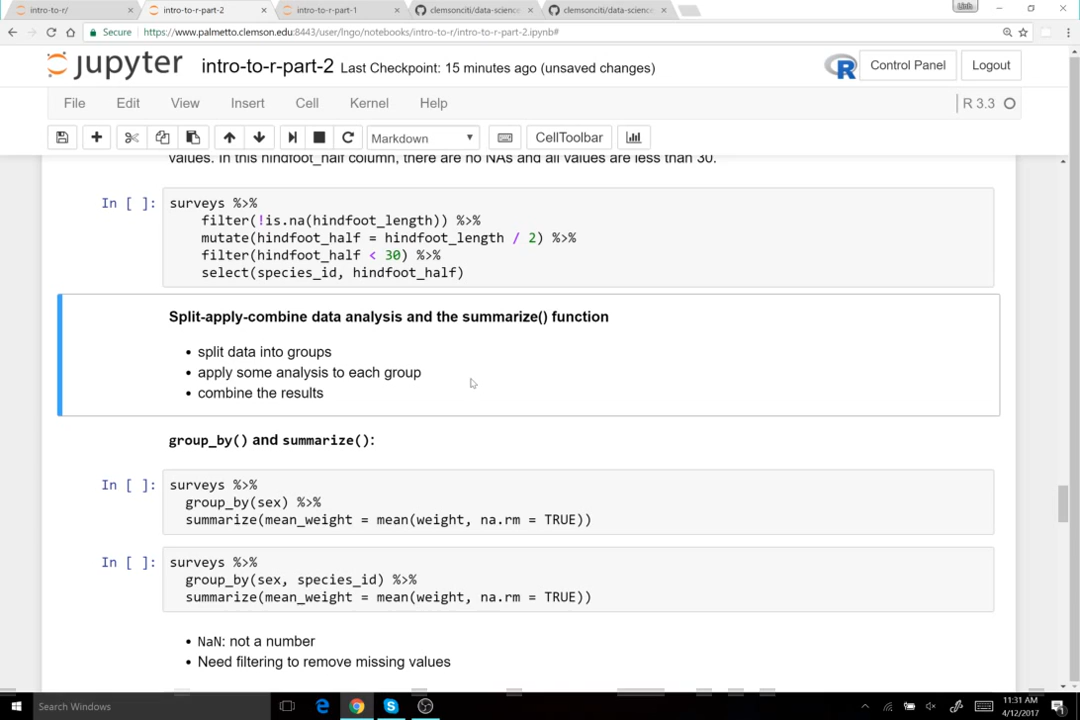 intro-to-r/
intro-to-r-part-2
intro-to-r-part-1
clemsonciti/data-science
clemsonciti/data-science
Secure
https://www.palmetto.clemson.edu:8443/user/lngo/notebooks/intro-to-r/intro-to-r-part-2.ipynb#
jupyter intro-to-r-part-2 Last Checkpoint: 15 minutes ago (unsaved changes)
R
Control Panel
Logout
File Edit View Insert Cell Kernel Help
R 3.3
Markdown
CellToolbar
values. In this hindfoot_half column, there are no NAs and all values are less than 30.
In [ ]: surveys %>%
filter(!is.na(hindfoot_length)) %>%
mutate(hindfoot_half = hindfoot_length / 2) %>%
filter(hindfoot_half < 30) %>%
select(species_id, hindfoot_half)
Split-apply-combine data analysis and the summarize() function
• split data into groups
• apply some analysis to each group
• combine the results
group_by() and summarize():
In [ ]: surveys %>%
group_by(sex) %>%
summarize(mean_weight = mean(weight, na.rm = TRUE))
In [ ]: surveys %>%
group_by(sex, species_id) %>%
summarize(mean_weight = mean(weight, na.rm = TRUE))
• NaN: not a number
• Need filtering to remove missing values
Search Windows
11:31 AM
4/12/2017